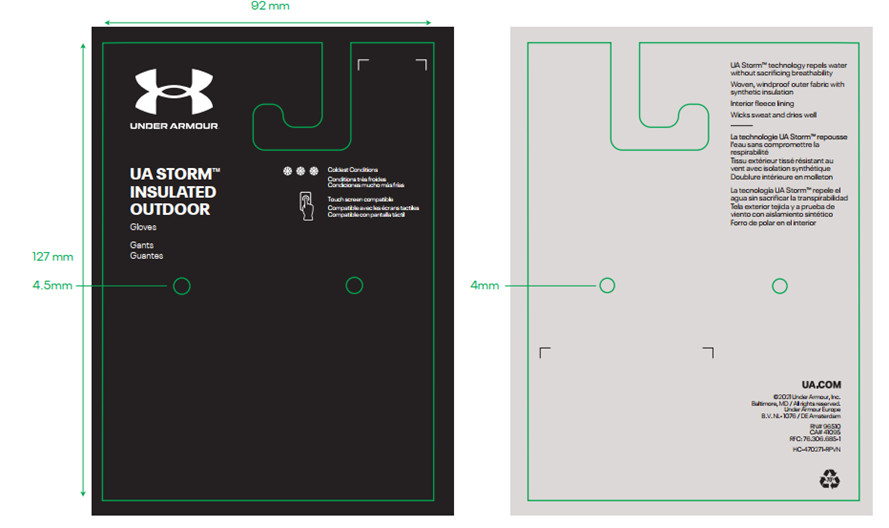 92 mm
UNDER ARMOUR
UA STORM™
INSULATED
OUTDOOR
Gloves
Gants
Guantes
Coldest Conditions
Conditions très froides
Condiciones mucho más frías
Touch screen compatible
Compatible avec les écrans tactiles
Compatible con pantalla táctil
127 mm
4.5mm
4mm
UA Storm™ technology repels water
without sacrificing breathability
Woven, windproof outer fabric with
synthetic insulation
Interior fleece lining
Wicks sweat and dries well
La technologie UA Storm™ repousse
l'eau sans compromettre la
respirabilité
Tissu extérieur tissé résistant au
vent avec isolation synthétique
Doublure intérieure en molleton
La tecnología UA Storm™ repele el
agua sin sacrificar la transpirabilidad
Tela exterior tejida y a prueba de
viento con aislamiento sintético
Forro de polar en el interior
UA.COM
©2021 Under Armour, Inc.
Baltimore, MD / All rights reserved.
Under Armour Europe
B.V. NL-1076 / DE Amsterdam
RN# 96510
CA# 41095
RFC: 76.306.685-1
HC-470271-RPVN